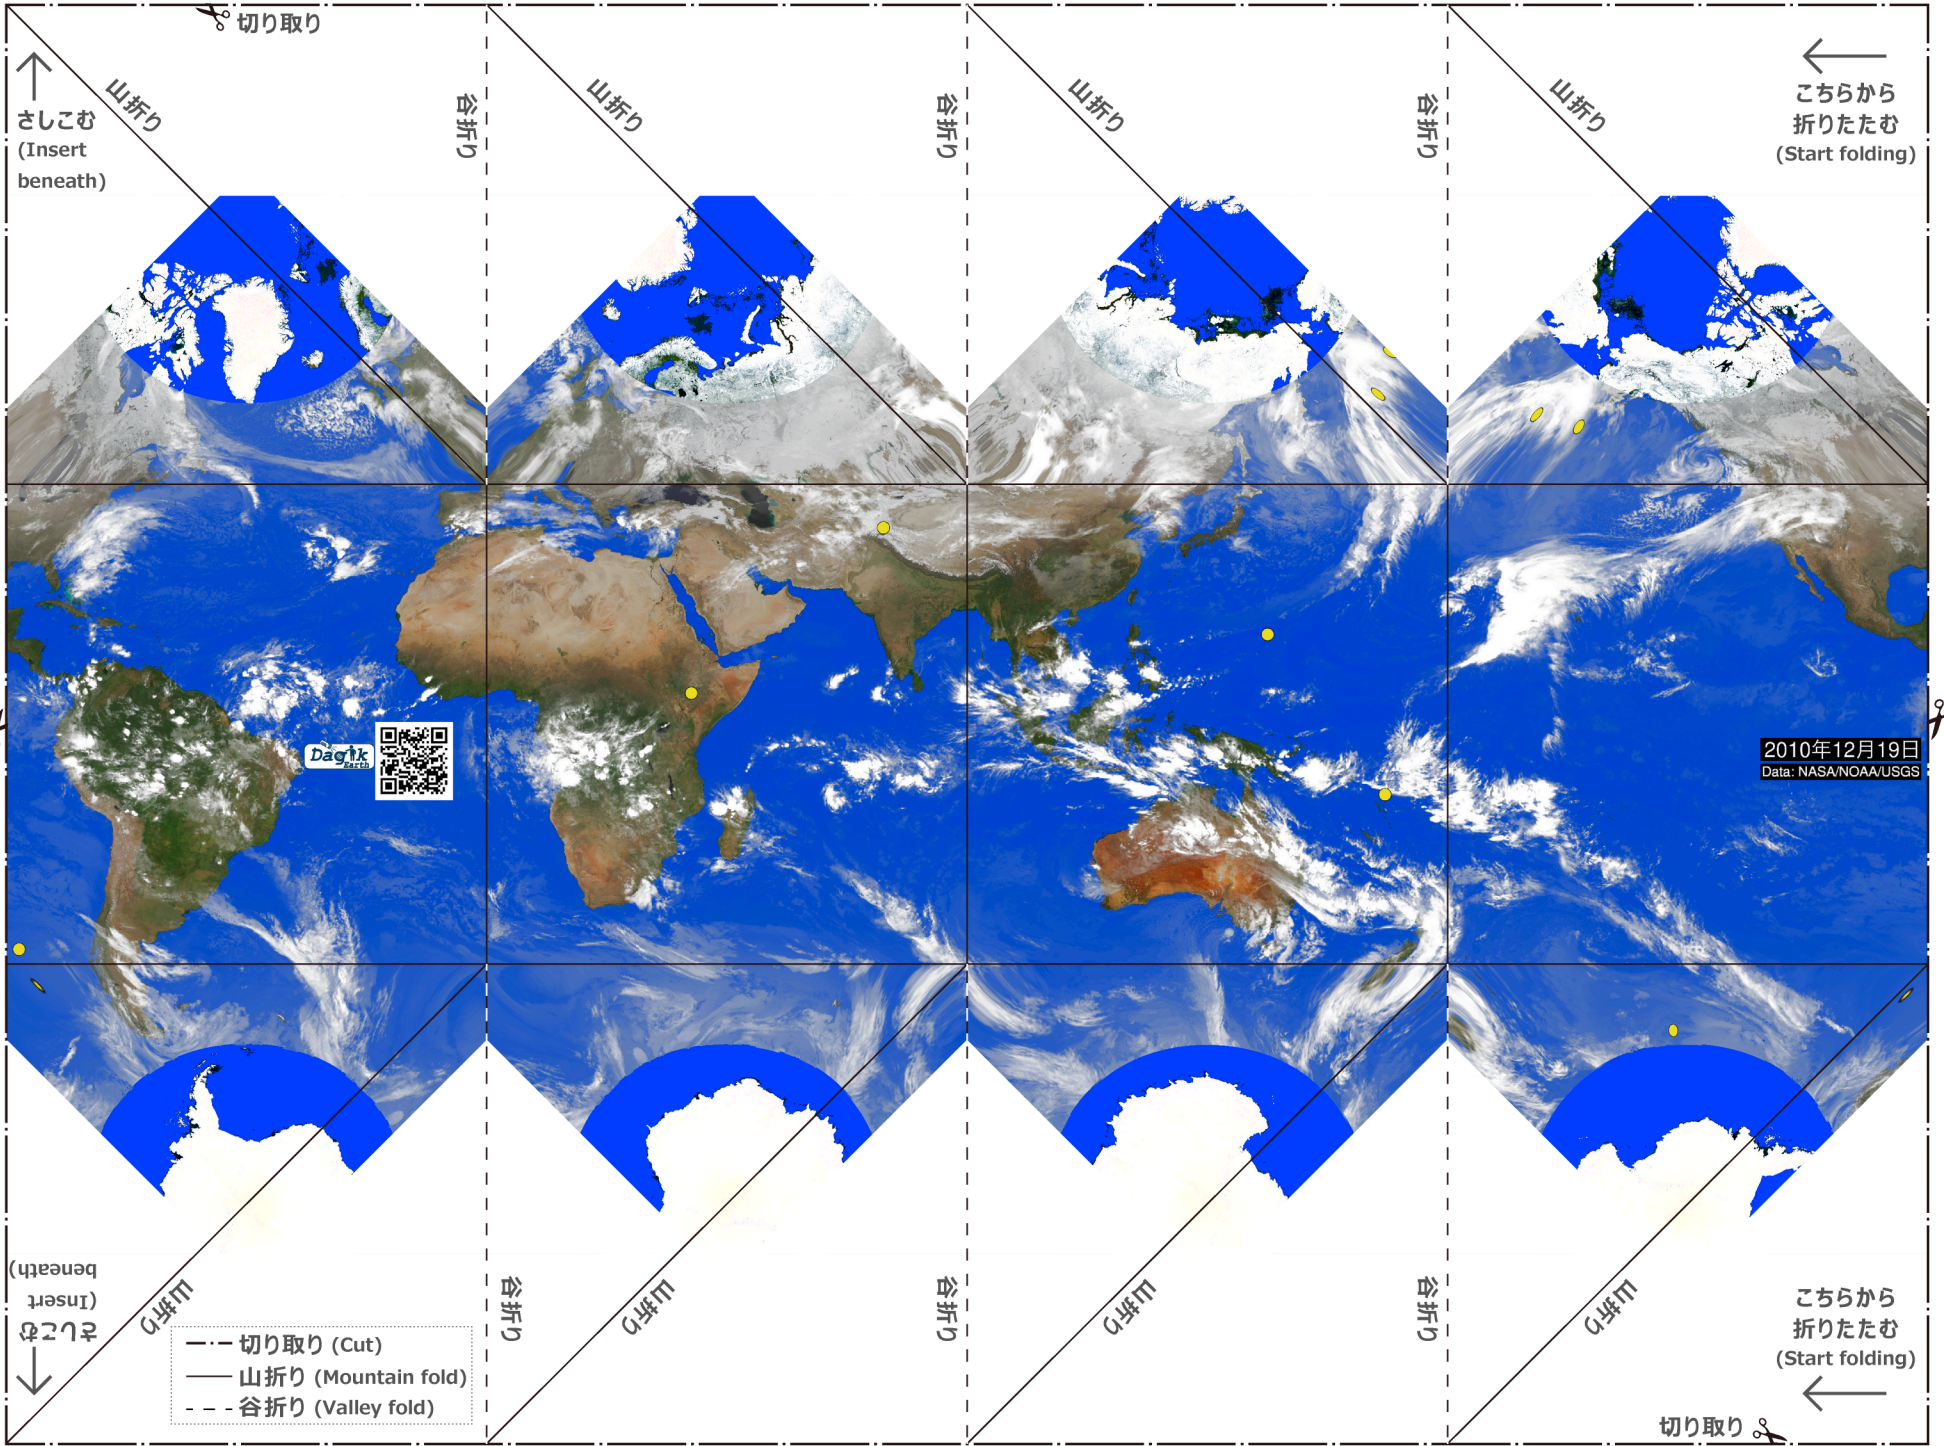 切り取り
山折り
谷折り
山折り
谷折り
山折り
谷折り
山折り
さしこむ
(Insert
beneath)
こちらから
折りたたむ
(Start folding)
Dagik
Earth
2010年12月19日
Data: NASA/NOAA/USGS
さしこむ
(Insert
beneath)
山折り
谷折り
山折り
谷折り
山折り
谷折り
山折り
こちらから
折りたたむ
(Start folding)
切り取り (Cut)
山折り (Mountain fold)
谷折り (Valley fold)
切り取り